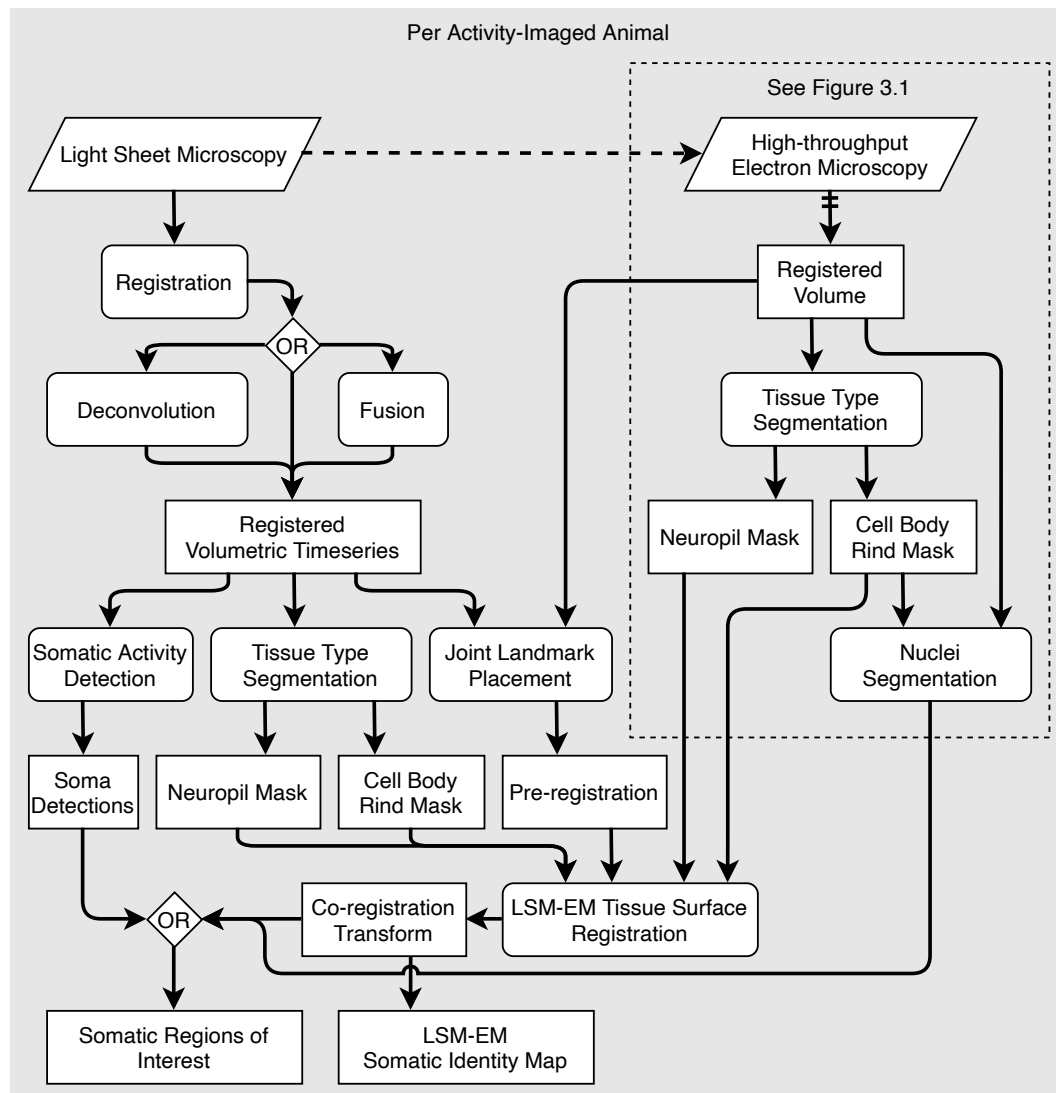 Per Activity-Imaged Animal
See Figure 3.1
Light Sheet Microscopy
High-throughput
Electron Microscopy
Registration
Registered
Volume
OR
Deconvolution
Fusion
Tissue Type
Segmentation
Registered
Volumetric Timeseries
Neuropil Mask
Cell Body
Rind Mask
Somatic Activity
Detection
Tissue Type
Segmentation
Joint Landmark
Placement
Nuclei
Segmentation
Soma
Detections
Neuropil Mask
Cell Body
Rind Mask
Pre-registration
OR
Co-registration
Transform
LSM-EM Tissue Surface
Registration
Somatic Regions of
Interest
LSM-EM
Somatic Identity Map